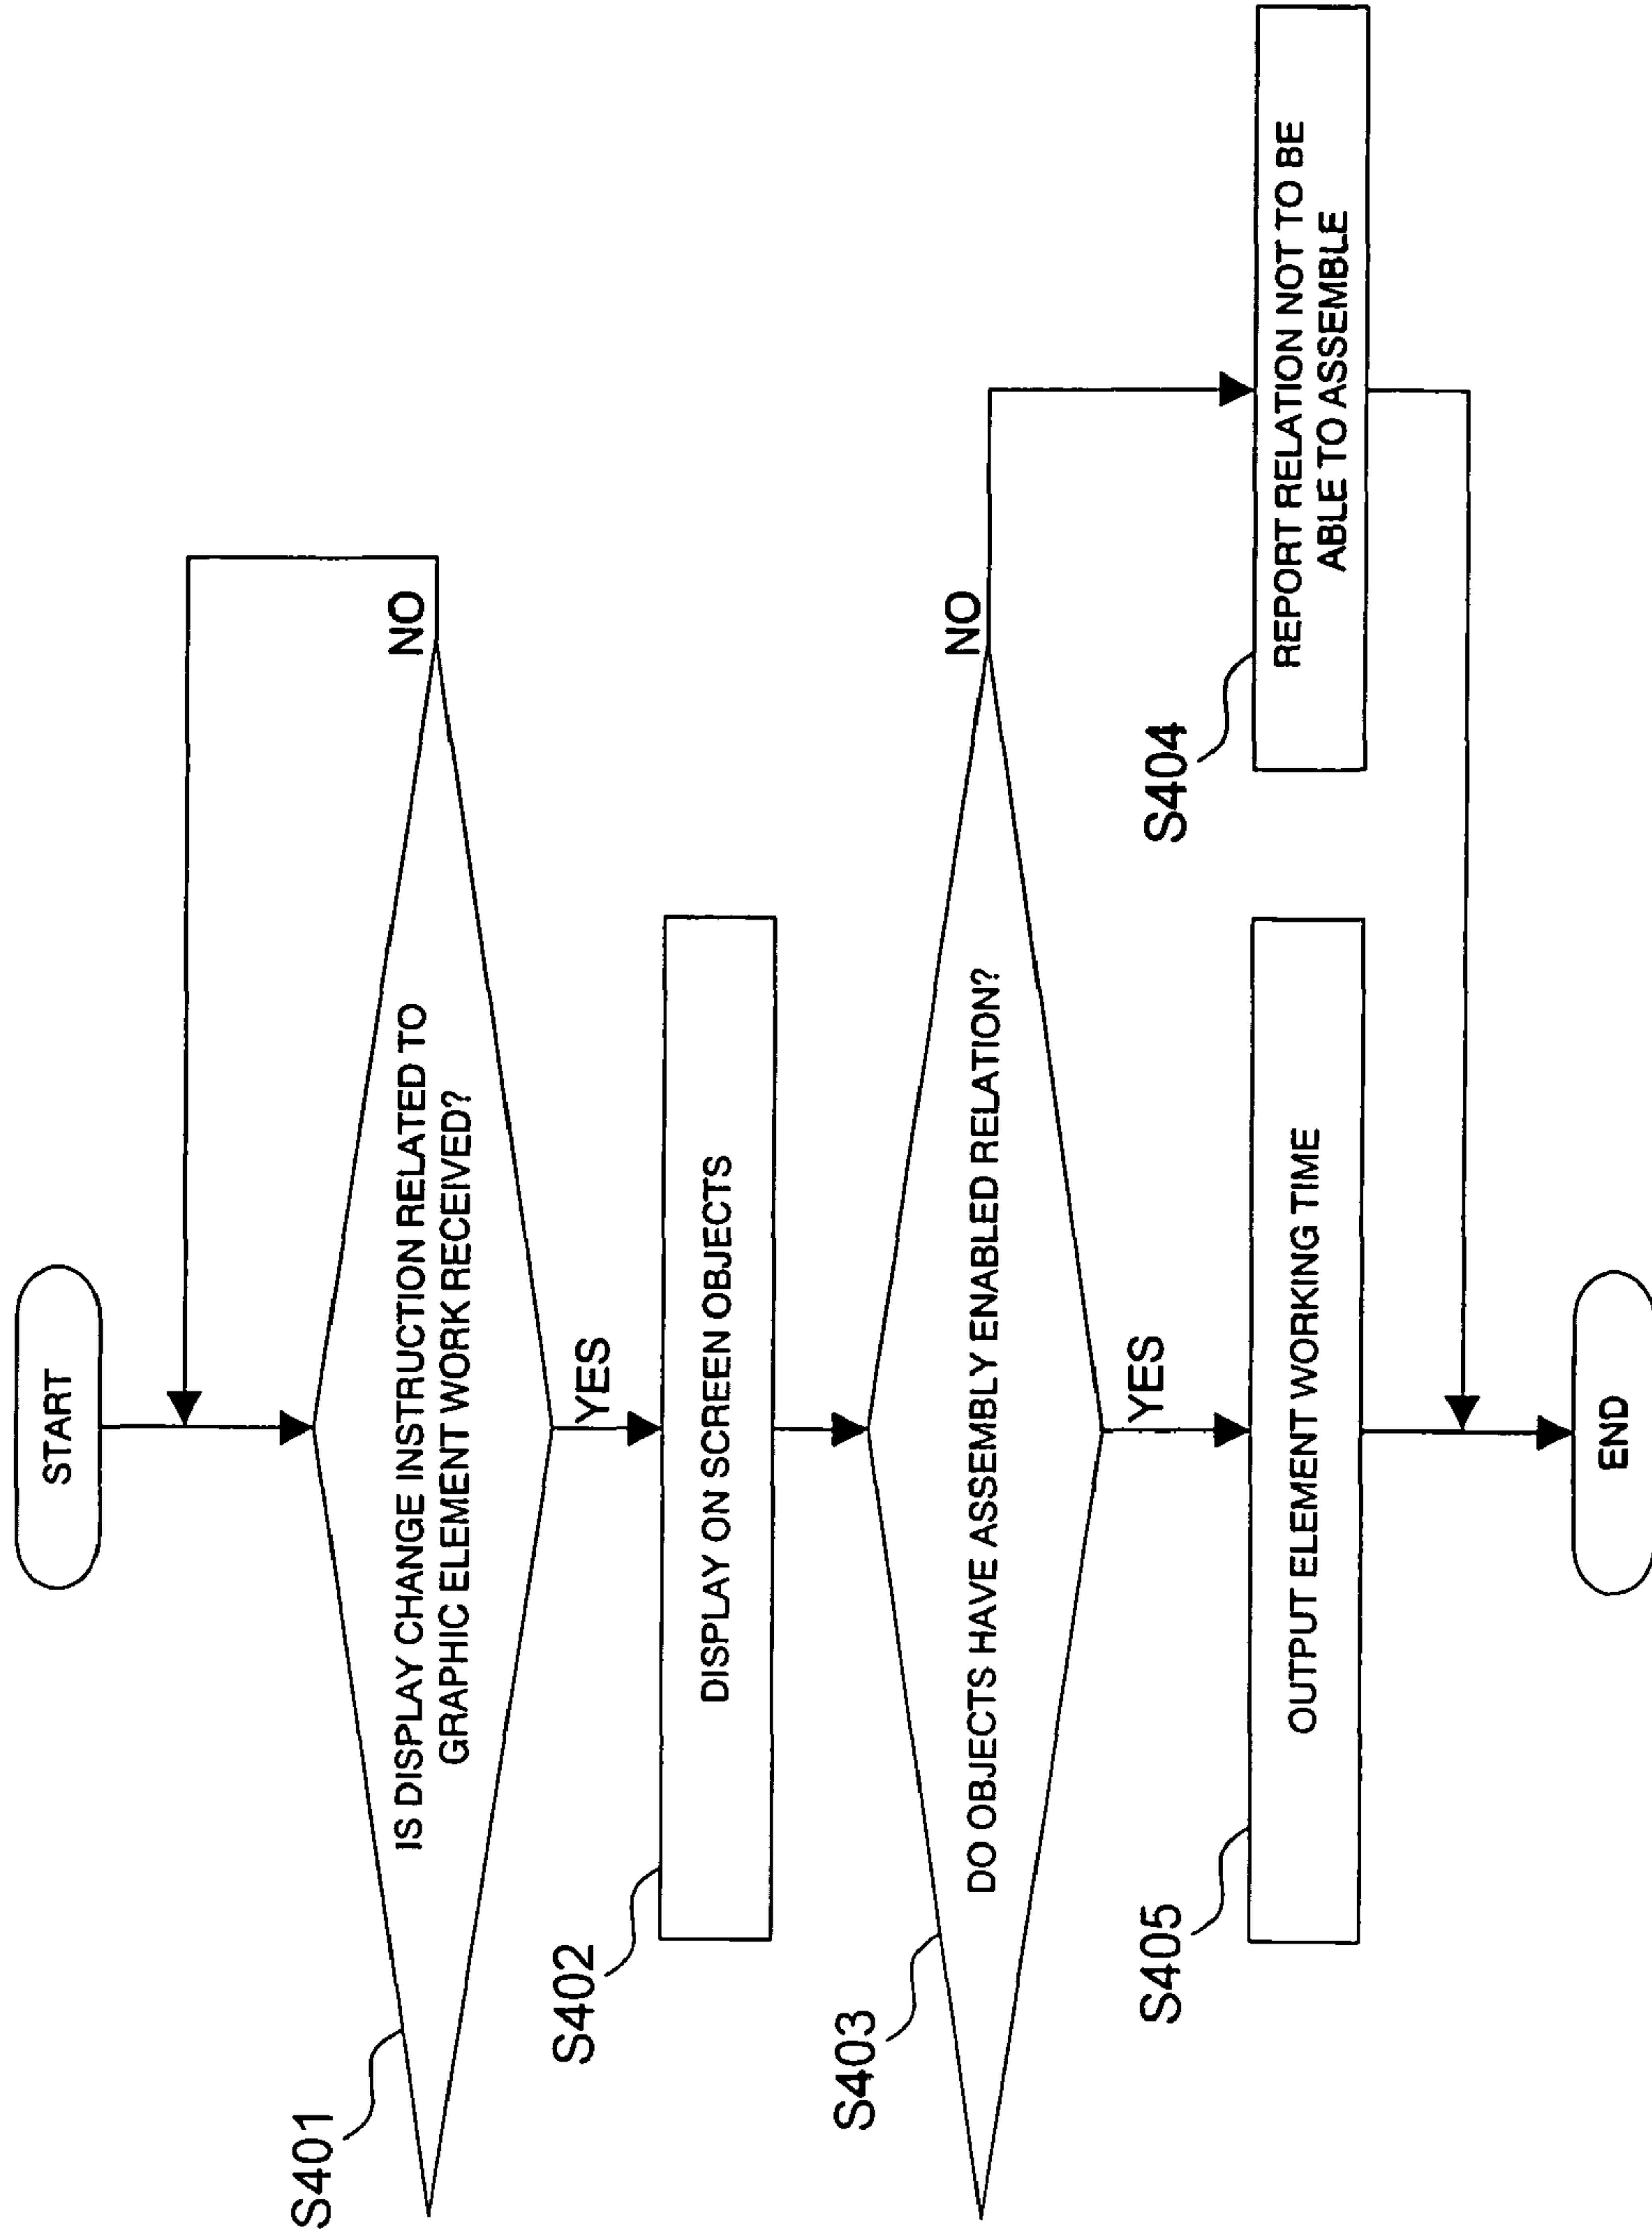 START
S401
IS DISPLAY CHANGE INSTRUCTION RELATED TO
GRAPHIC ELEMENT WORK RECEIVED?
NO
YES
S402
DISPLAY ON SCREEN OBJECTS
S403
DO OBJECTS HAVE ASSEMBLY ENABLED RELATION?
NO
YES
S405
OUTPUT ELEMENT WORKING TIME
S404
REPORT RELATION NOT TO BE
ABLE TO ASSEMBLE
END